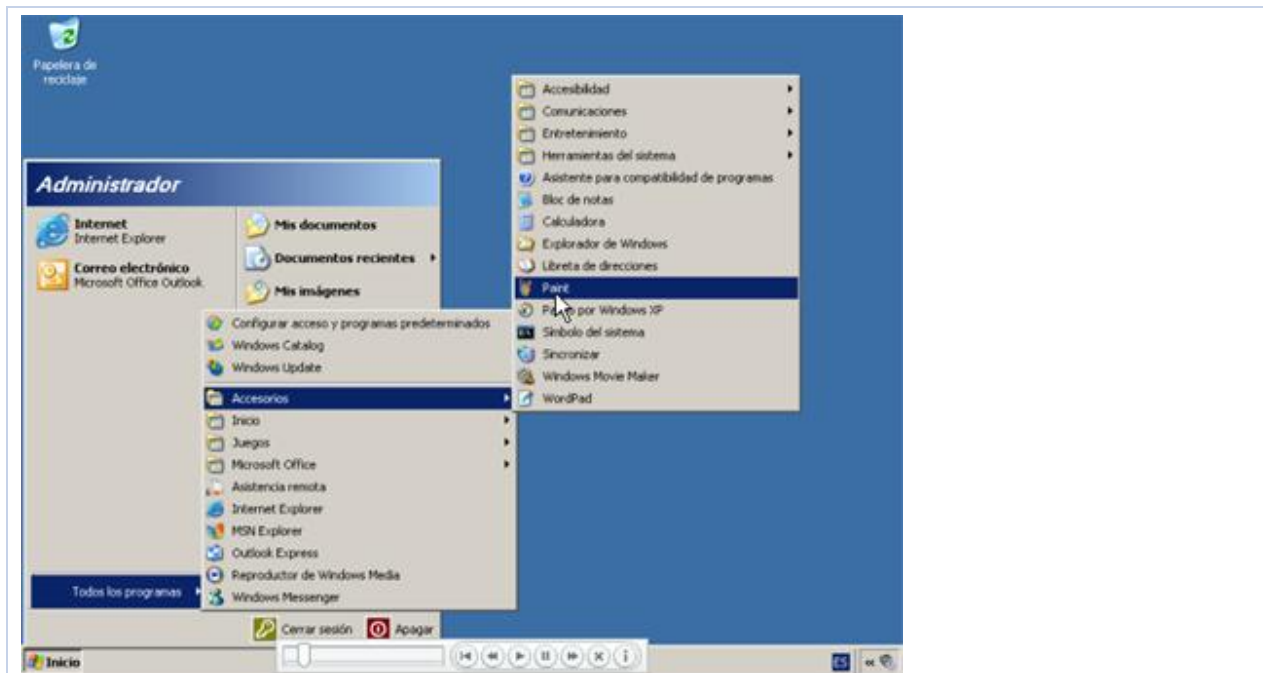 Papelera de
reciclaje
Administrador
Internet
Internet Explorer
Correo electrónico
Microsoft Office Outlook
Mis documentos
Documentos recientes
Mis imágenes
Configurar acceso y programas predeterminados
Windows Catalog
Windows Update
Accesorios
Inicio
Juegos
Microsoft Office
Asistencia remota
Internet Explorer
MSN Explorer
Outlook Express
Reproductor de Windows Media
Windows Messenger
Accesibilidad
Comunicaciones
Entretenimiento
Herramientas del sistema
Asistente para compatibilidad de programas
Bloc de notas
Calculadora
Explorador de Windows
Libreta de direcciones
Paint
por Windows XP
Símbolo del sistema
Sincronizar
Windows Movie Maker
WordPad
Todos los programas
Cerrar sesión
Apagar
Inicio
ES